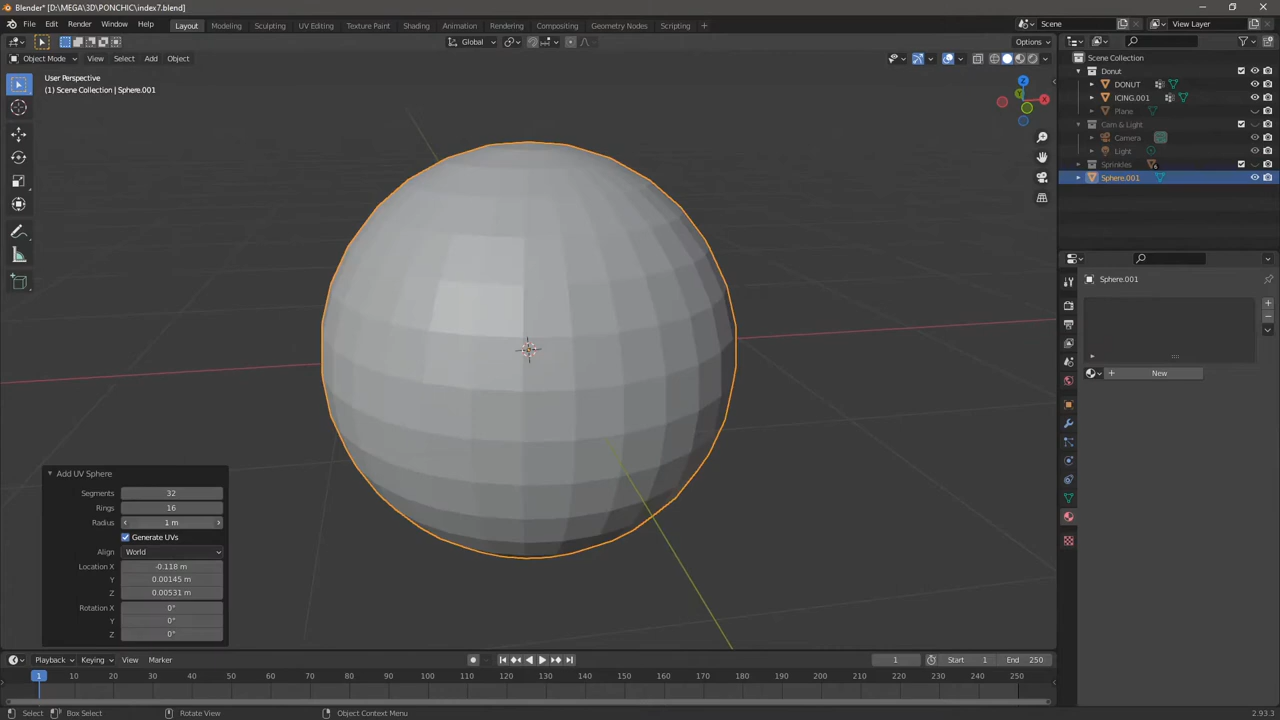 Blender* [D:\MEGA\3D\PONCHIC\index7.blend]
File Edit Render Window Help Layout Modeling Sculpting UV Editing Texture Paint Shading Animation Rendering Compositing Geometry Nodes Scripting + Scene View Layer
Global Options
Object Mode View Select Add Object
User Perspective
(1) Scene Collection | Sphere.001
Z
Y
X
Scene Collection
Donut
DONUT
ICING.001
Plane
Cam & Light
Camera
Light
Sprinkles
Sphere.001
Sphere.001
+ New
Add UV Sphere
Segments 32
Rings 16
Radius 1 m
Generate UVs
Align World
Location X -0.118 m
Y 0.00145 m
Z 0.00531 m
Rotation X 0°
Y 0°
Z 0°
Playback Keying View Marker 1 Start 1 End 250
1 10 20 30 40 50 60 70 80 90 100 110 120 130 140 150 160 170 180 190 200 210 220 230 240 250
Select Box Select Rotate View Object Context Menu 2.93.3